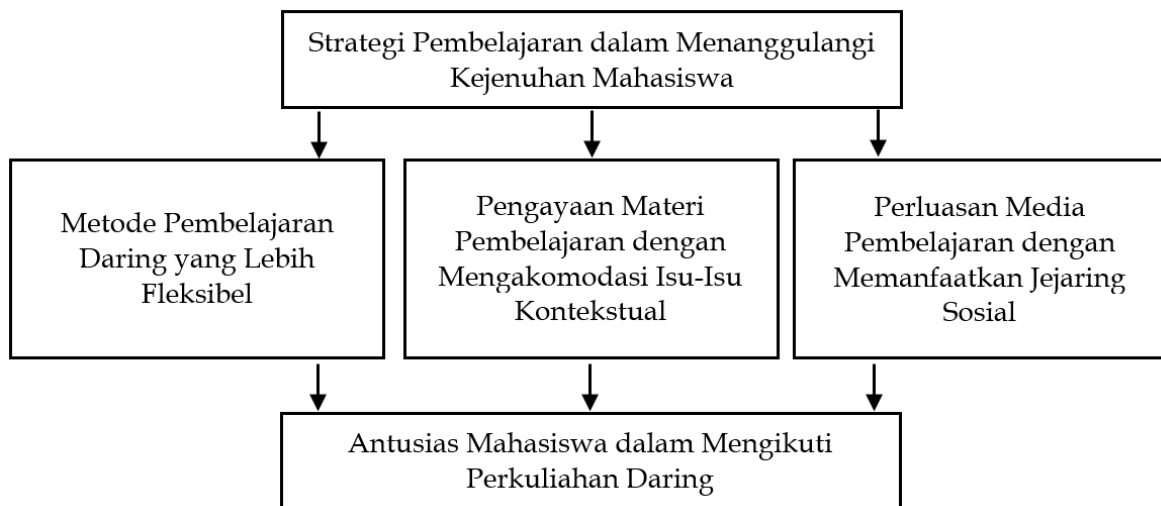 Strategi Pembelajaran dalam Menanggulangi
Kejenuhan Mahasiswa
Metode Pembelajaran
Daring yang Lebih
Fleksibel
Pengayaan Materi
Pembelajaran dengan
Mengakomodasi Isu-Isu
Kontekstual
Perluasan Media
Pembelajaran dengan
Memanfaatkan Jejaring
Sosial
Antusias Mahasiswa dalam Mengikuti
Perkuliahan Daring